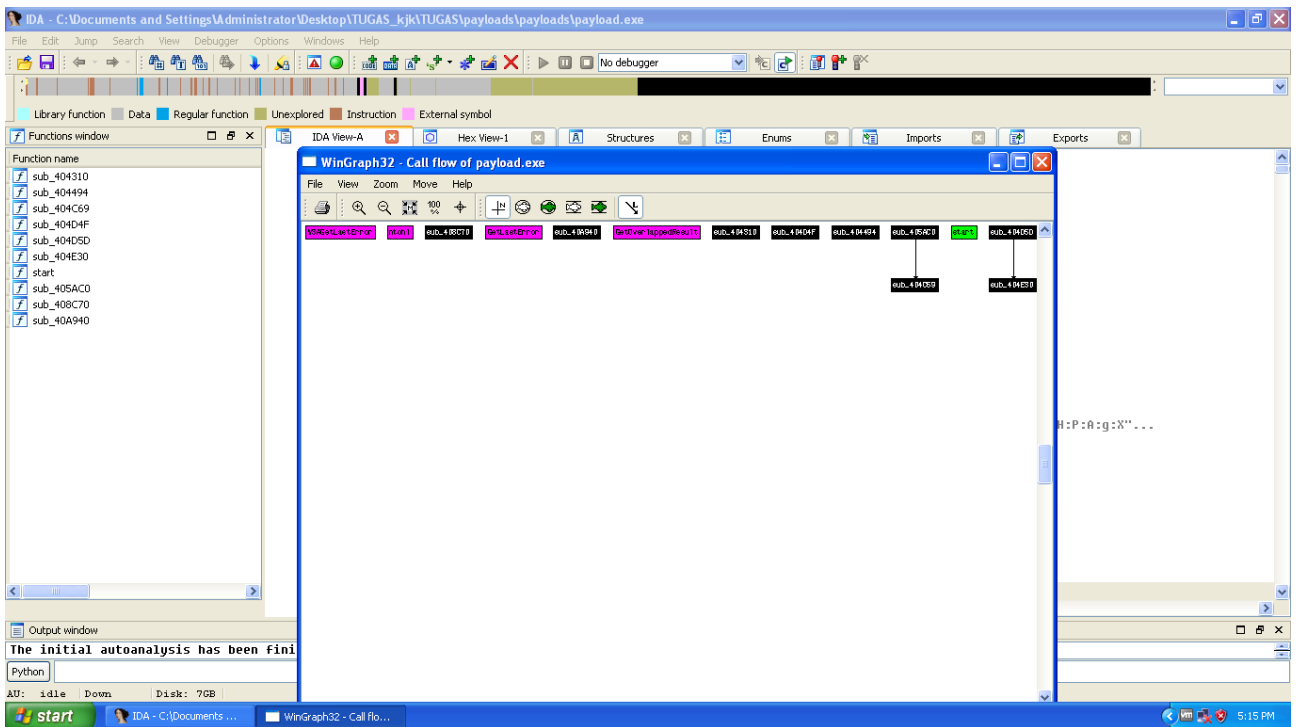 IDA - C:\Documents and Settings\Administrator\Desktop\TUGAS_kjk\TUGAS\payloads\payloads\payload.exe
File Edit Jump Search View Debugger Options Windows Help
No debugger
Library function Data Regular function Unexplored Instruction External symbol
Functions window
IDA View-A Hex View-1 Structures Enums Imports Exports
Function name
sub_404310
sub_404494
sub_404C69
sub_404D4F
sub_404D5D
sub_404E30
start
sub_405AC0
sub_408C70
sub_40A940
WinGraph32 - Call flow of payload.exe
File View Zoom Move Help
100 %
WSAGetLastError ntohl sub_408C70 GetLastError sub_40A940 GetOverlappedResult sub_404310 sub_404D4F sub_404494 sub_405AC0 start sub_404D5D
sub_404C69 sub_404E30
H:P:A:g:X"...
Output window
The initial autoanalysis has been fini
Python
AU: idle Down Disk: 7GB
start IDA - C:\Documents ... WinGraph32 - Call flo... 5:15 PM